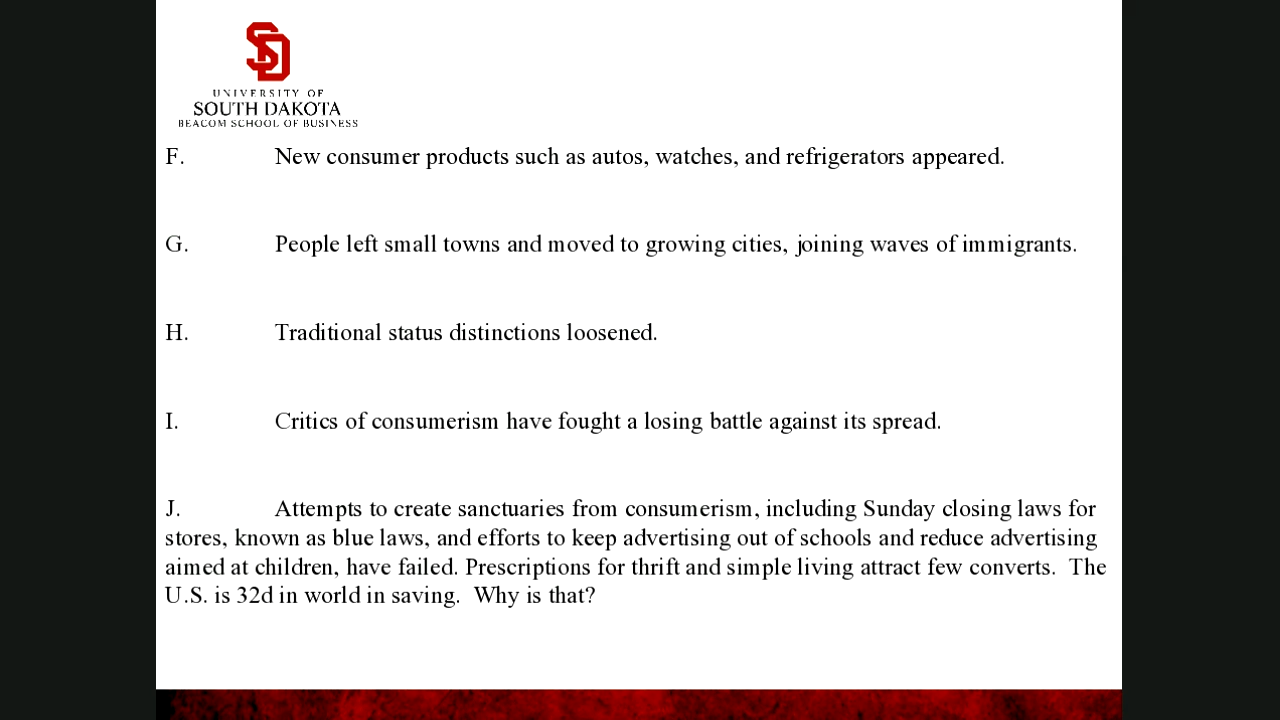 UNIVERSITY OF
SOUTH DAKOTA
BEACOM SCHOOL OF BUSINESS
F. New consumer products such as autos, watches, and refrigerators appeared.
G. People left small towns and moved to growing cities, joining waves of immigrants.
H. Traditional status distinctions loosened.
I. Critics of consumerism have fought a losing battle against its spread.
J. Attempts to create sanctuaries from consumerism, including Sunday closing laws for
stores, known as blue laws, and efforts to keep advertising out of schools and reduce advertising
aimed at children, have failed. Prescriptions for thrift and simple living attract few converts. The
U.S. is 32d in world in saving. Why is that?